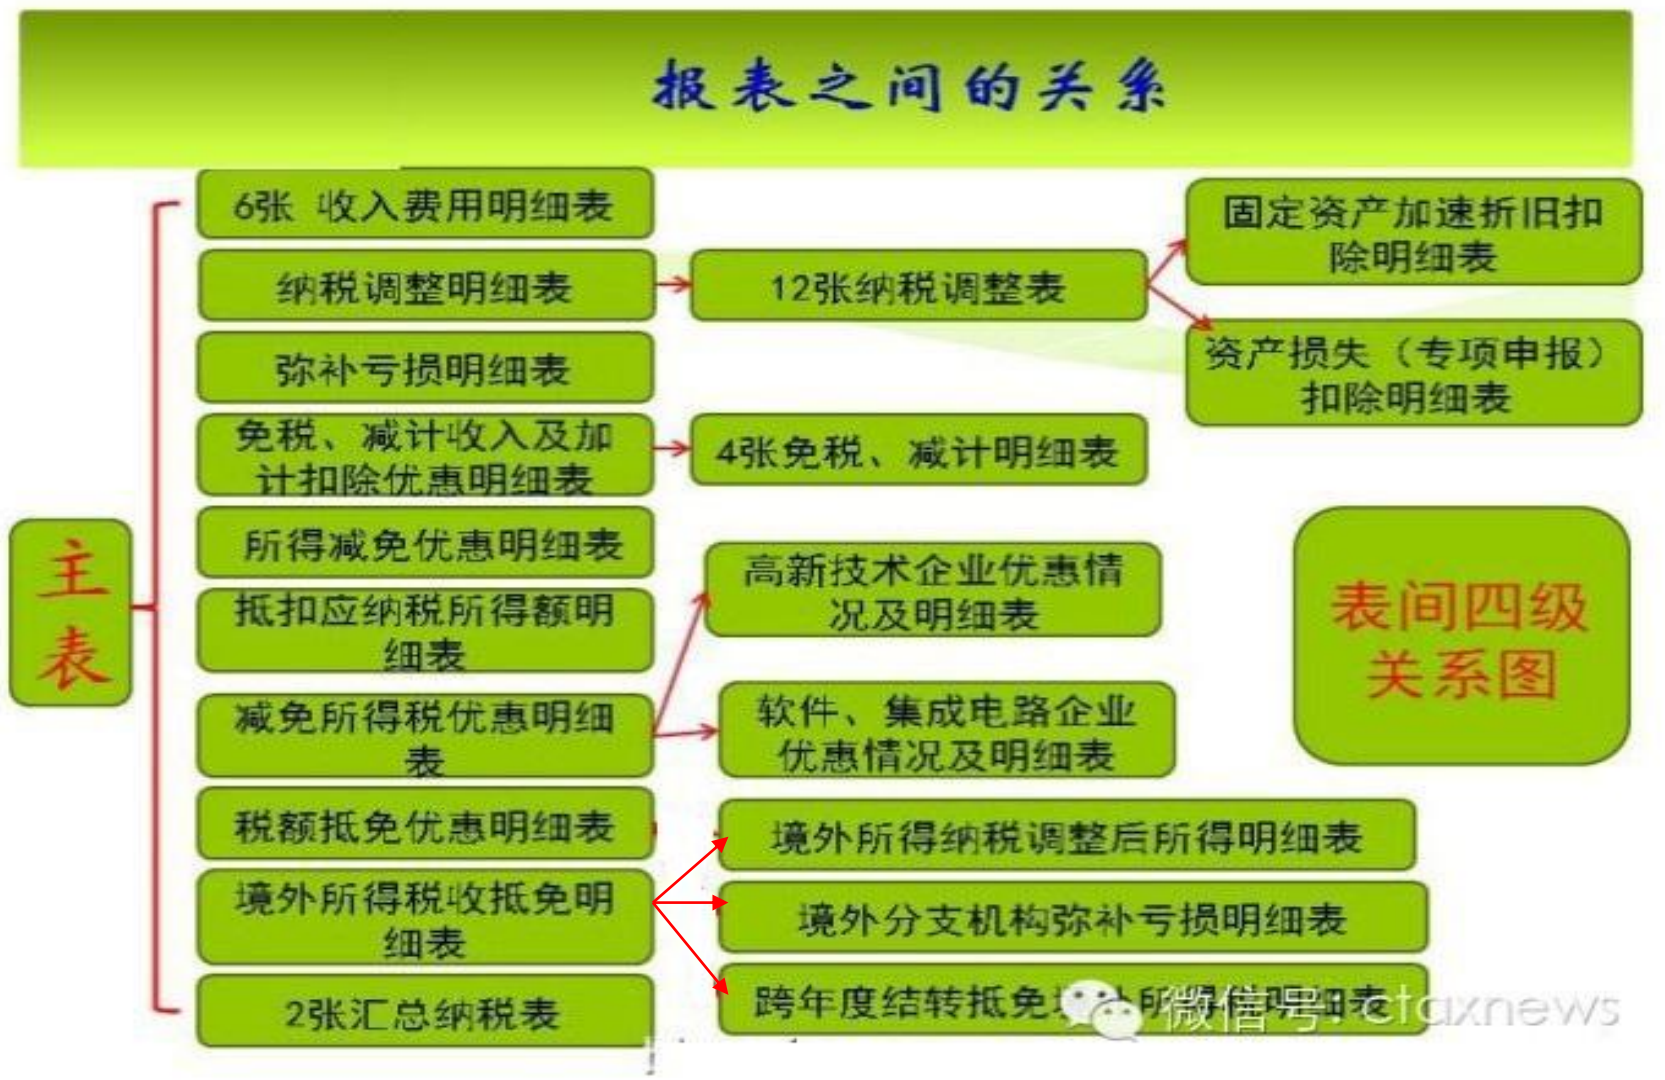 报表之间的关系
6张 收入费用明细表
纳税调整明细表
12张纳税调整表
固定资产加速折旧扣
除明细表
资产损失（专项申报）
扣除明细表
弥补亏损明细表
免税、减计收入及加
计扣除优惠明细表
4张免税、减计明细表
所得减免优惠明细表
主
表
抵扣应纳税所得额明
细表
高新技术企业优惠情
况及明细表
表间四级
关系图
减免所得税优惠明细
表
软件、集成电路企业
优惠情况及明细表
税额抵免优惠明细表
境外所得纳税调整后所得明细表
境外所得税收抵免明
细表
境外分支机构弥补亏损明细表
2张汇总纳税表
跨年度结转抵免 所得税明细表
微信号: ctaxnews